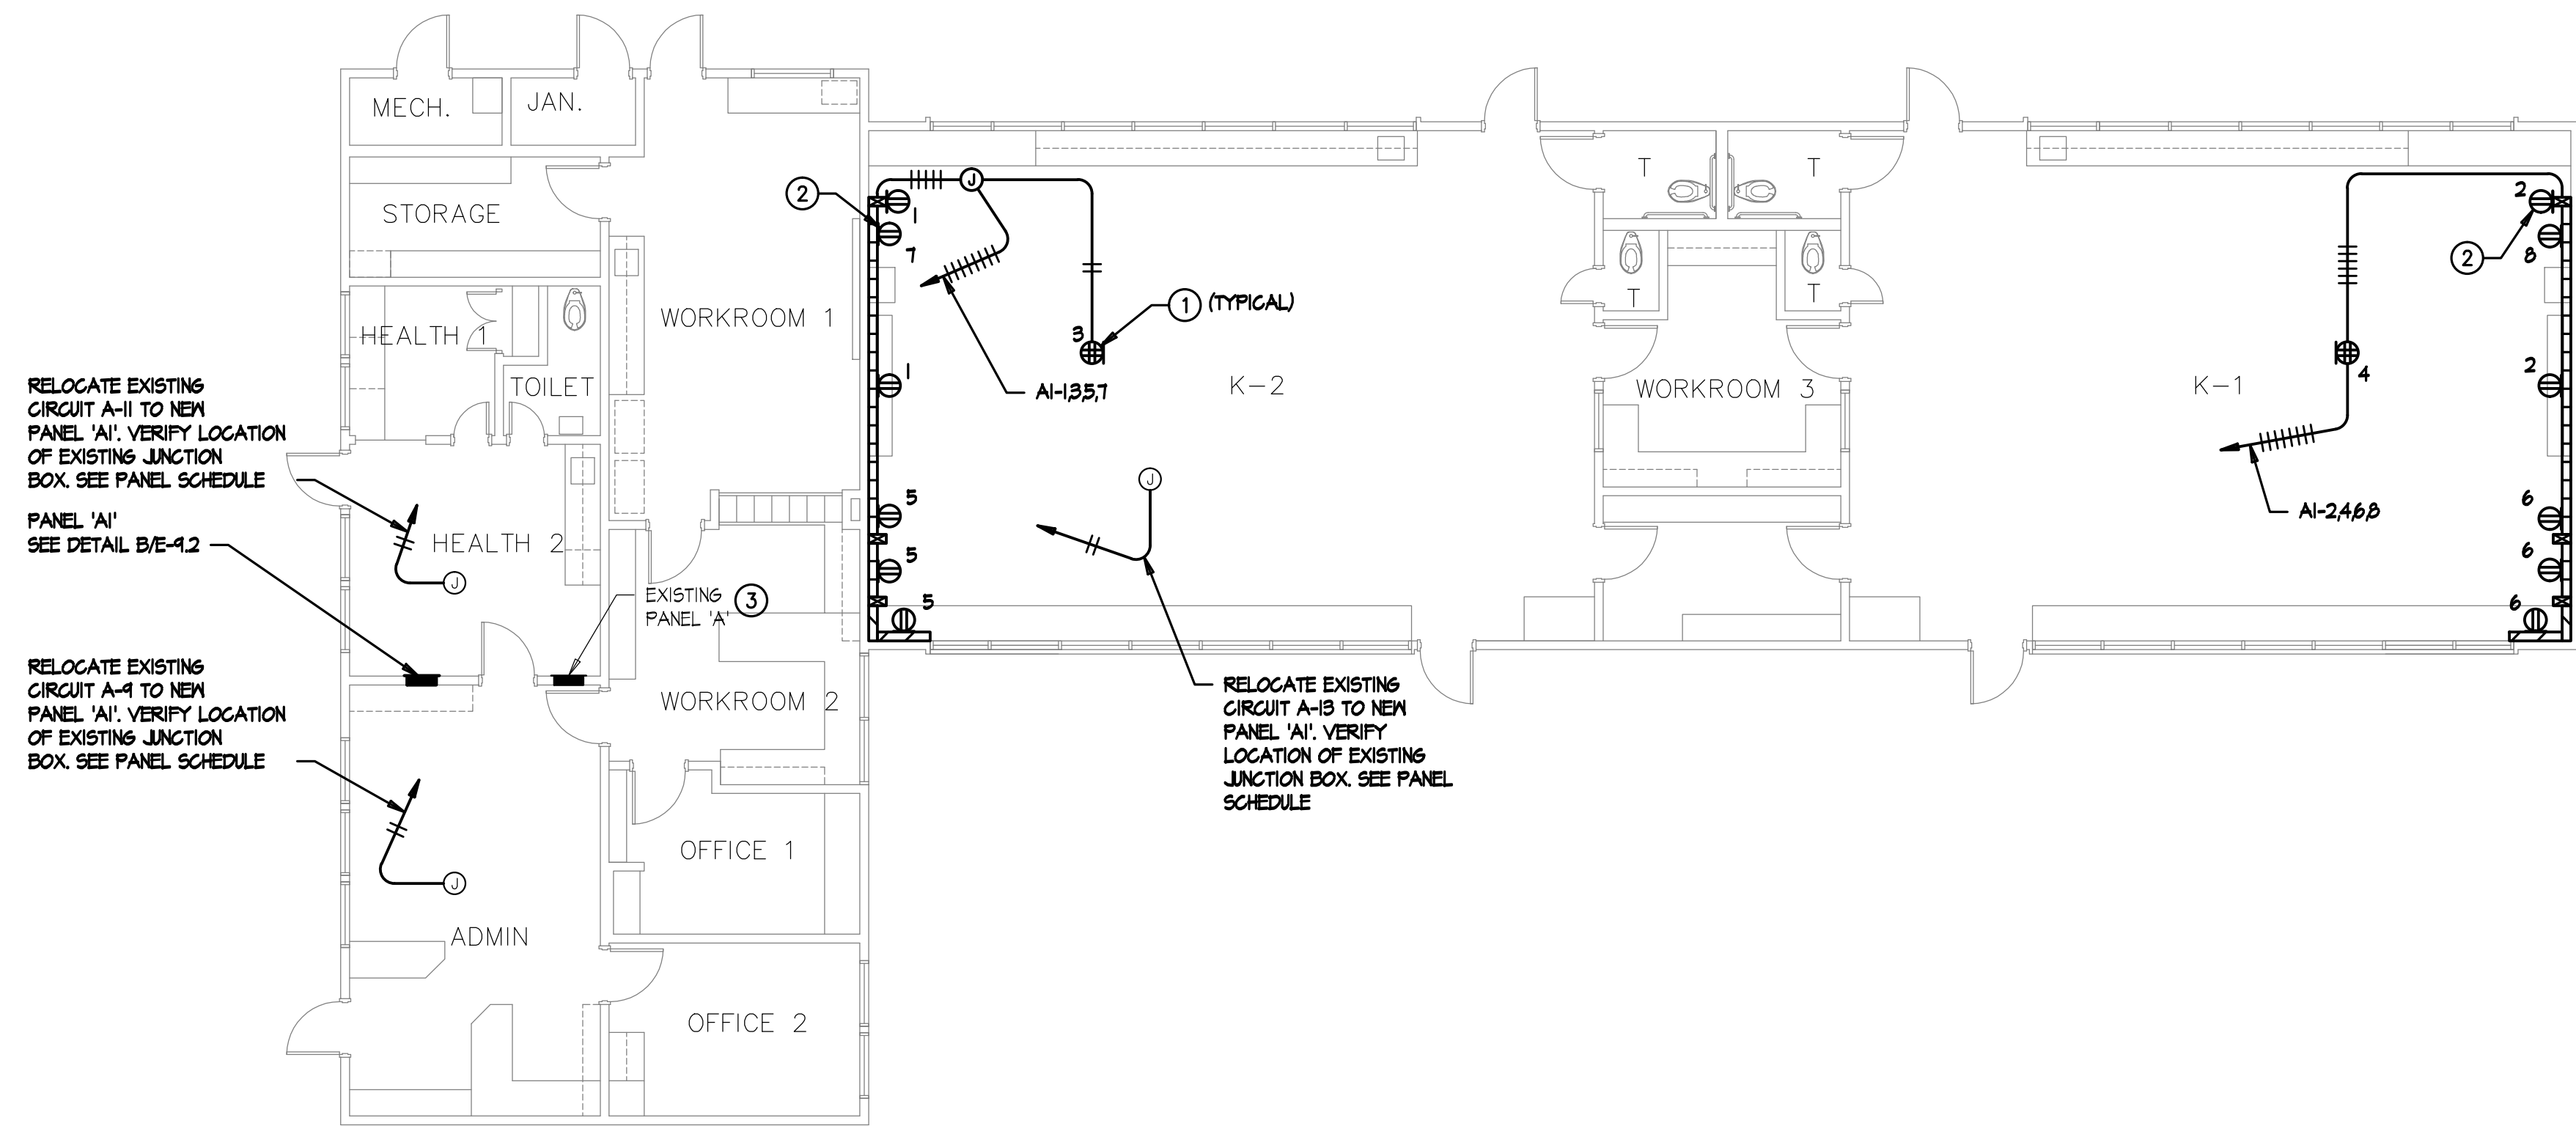 MECH.
JAN.
STORAGE
HEALTH 1
TOILET
WORKROOM 1
HEALTH 2
RELOCATE EXISTING
CIRCUIT A-11 TO NEW
PANEL 'A1'. VERIFY LOCATION
OF EXISTING JUNCTION
BOX. SEE PANEL SCHEDULE
PANEL 'A1'
SEE DETAIL B/E-9.2
RELOCATE EXISTING
CIRCUIT A-9 TO NEW
PANEL 'A1'. VERIFY LOCATION
OF EXISTING JUNCTION
BOX. SEE PANEL SCHEDULE
J
J
EXISTING
PANEL 'A'
3
WORKROOM 2
OFFICE 1
ADMIN
OFFICE 2
2
J
1
7
1
5
5
5
3
1 (TYPICAL)
A1-1,3,5,7
K-2
J
RELOCATE EXISTING
CIRCUIT A-13 TO NEW
PANEL 'A1'. VERIFY
LOCATION OF EXISTING
JUNCTION BOX. SEE PANEL
SCHEDULE
T
T
T
T
WORKROOM 3
K-1
4
A1-2,4,6,8
2
2
8
2
6
6
6